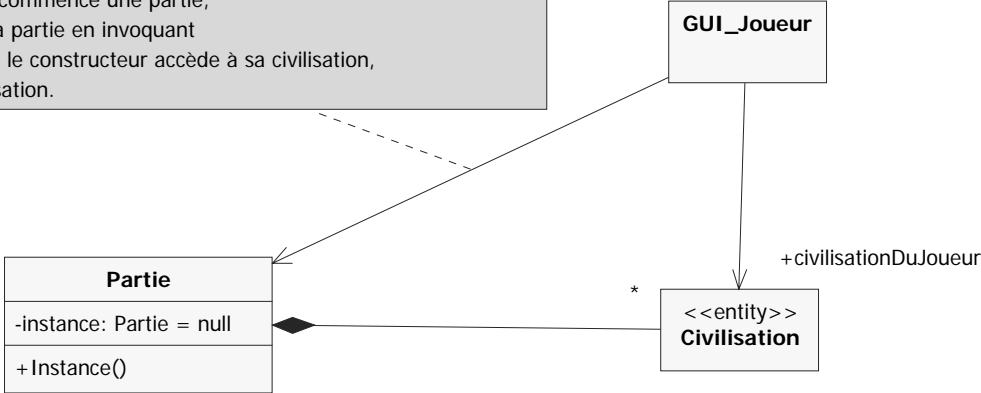 commence une partie,
a partie en invoquant
le constructeur accède à sa civilisation,
sation.
GUI_Joueur
+civilisationDuJoueur
Partie
-instance: Partie = null
+Instance()
*
<<entity>>
Civilisation